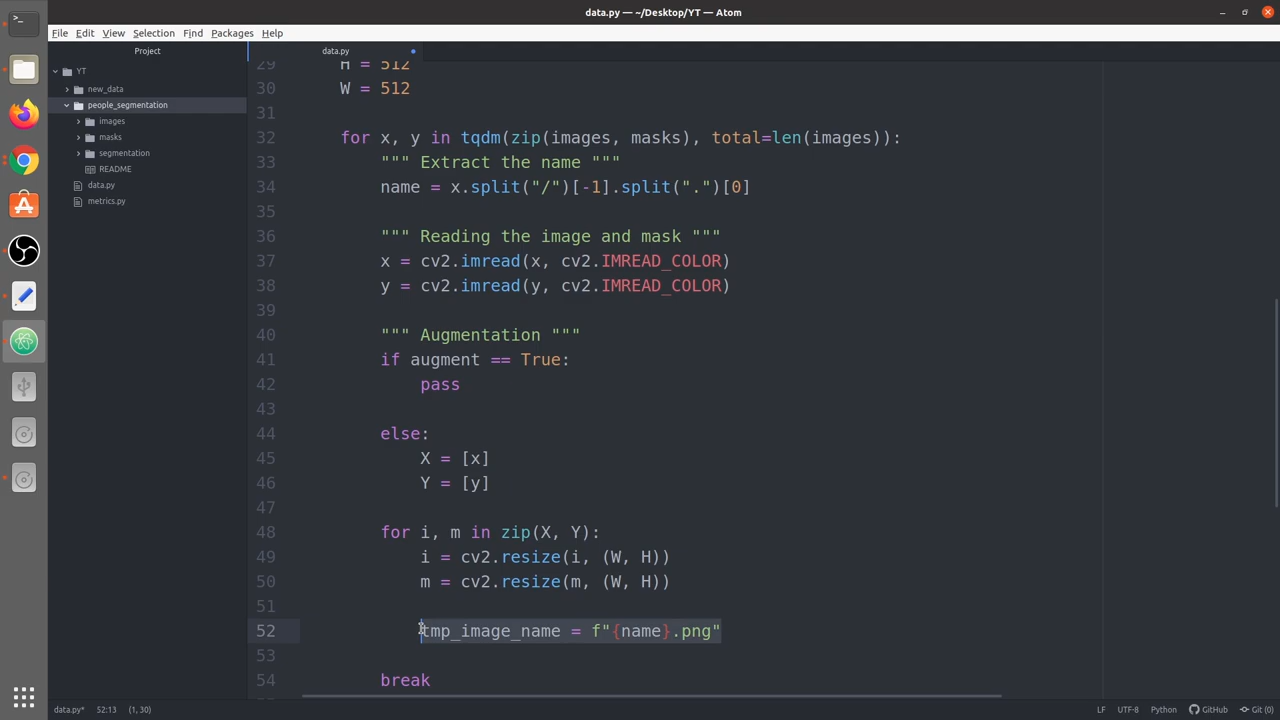 data.py — ~/Desktop/YT — Atom
File Edit View Selection Find Packages Help
Project
data.py
YT
new_data
people_segmentation
images
masks
segmentation
README
data.py
metrics.py
29 H = 512
30 W = 512
31
32 for x, y in tqdm(zip(images, masks), total=len(images)):
33 """ Extract the name """
34 name = x.split("/")[-1].split(".")[0]
35
36 """ Reading the image and mask """
37 x = cv2.imread(x, cv2.IMREAD_COLOR)
38 y = cv2.imread(y, cv2.IMREAD_COLOR)
39
40 """ Augmentation """
41 if augment == True:
42 pass
43
44 else:
45 X = [x]
46 Y = [y]
47
48 for i, m in zip(X, Y):
49 i = cv2.resize(i, (W, H))
50 m = cv2.resize(m, (W, H))
51
52 tmp_image_name = f"{name}.png"
53
54 break
data.py* 52:13 (1, 30) LF UTF-8 Python GitHub Git (0)